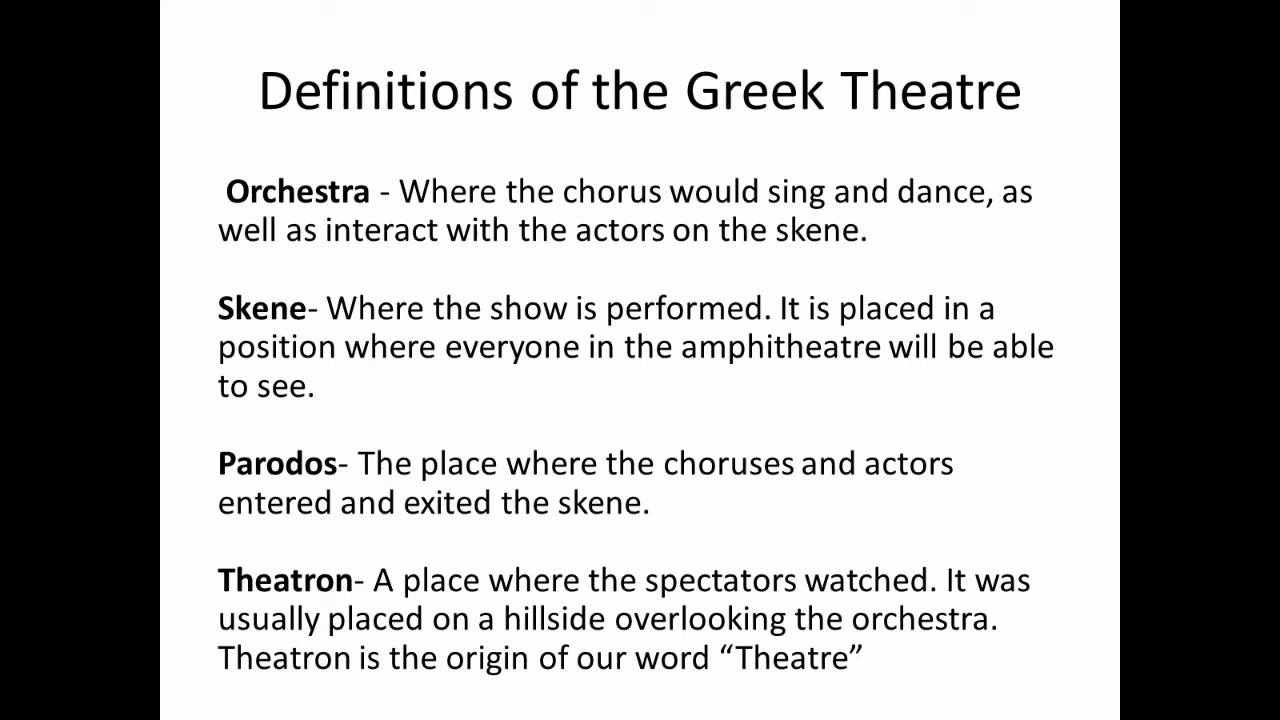 Definitions of the Greek Theatre
Orchestra - Where the chorus would sing and dance, as
well as interact with the actors on the skene.
Skene- Where the show is performed. It is placed in a
position where everyone in the amphitheatre will be able
to see.
Parodos- The place where the choruses and actors
entered and exited the skene.
Theatron- A place where the spectators watched. It was
usually placed on a hillside overlooking the orchestra.
Theatron is the origin of our word “Theatre”